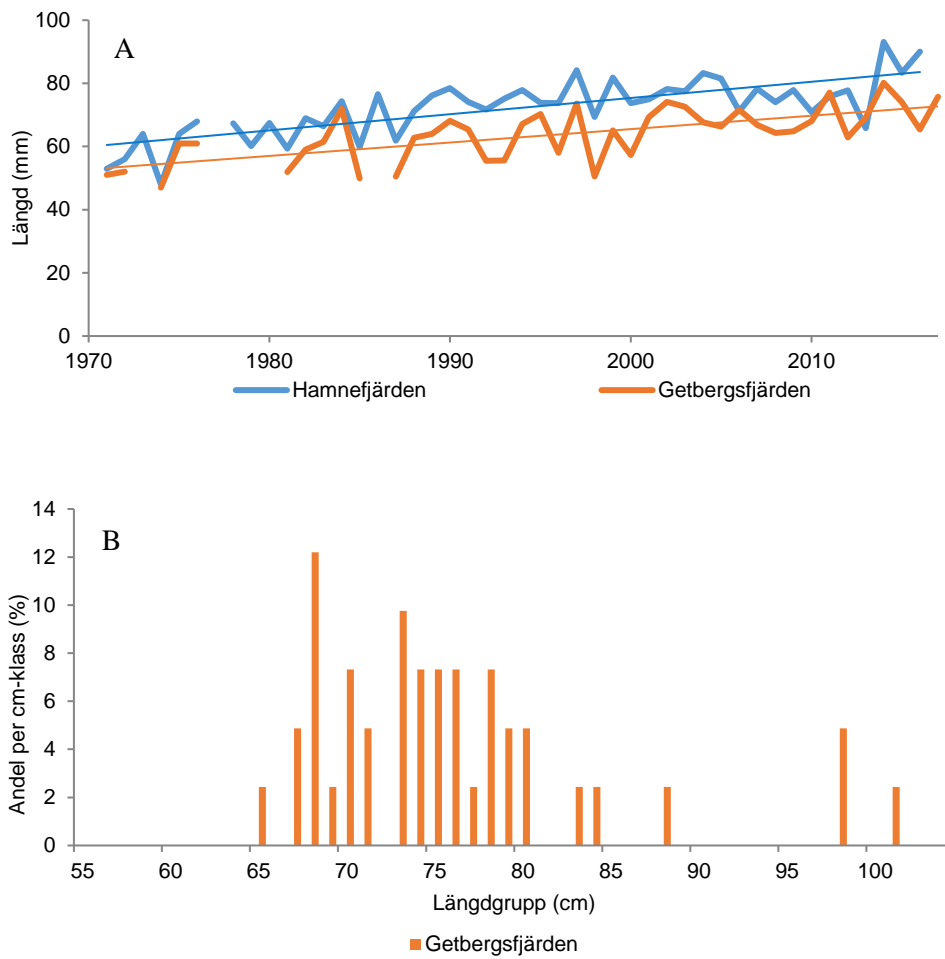 100
A
80
60
40
20
0
Längd (mm)
1970 1980 1990 2000 2010
Hamnefjärden Getbergsfjärden
14
B
12
10
8
6
4
2
0
Andel per cm-klass (%)
55 60 65 70 75 80 85 90 95 100
Längdgrupp (cm)
Getbergsfjärden